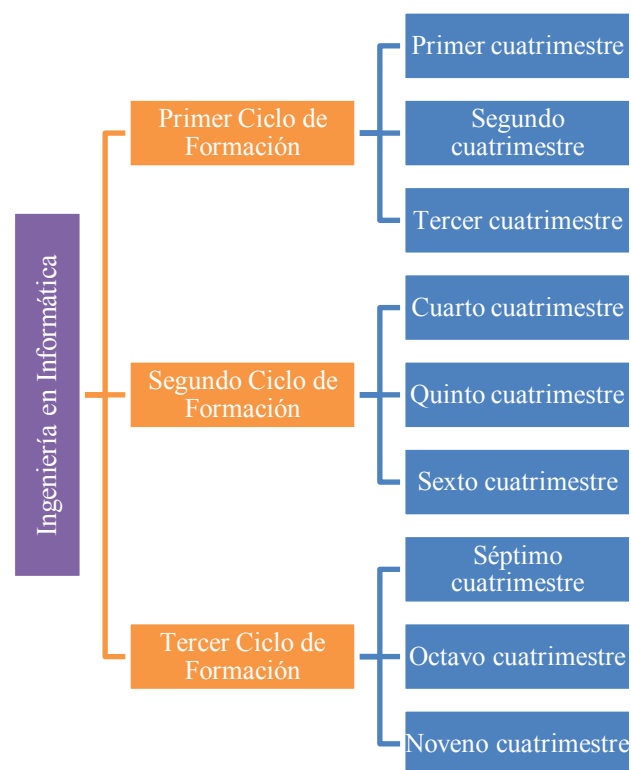 Ingeniería en Informática
Primer Ciclo de
Formación
Primer cuatrimestre
Segundo
cuatrimestre
Tercer cuatrimestre
Segundo Ciclo de
Formación
Cuarto cuatrimestre
Quinto cuatrimestre
Sexto cuatrimestre
Tercer Ciclo de
Formación
Séptimo
cuatrimestre
Octavo cuatrimestre
Noveno cuatrimestre